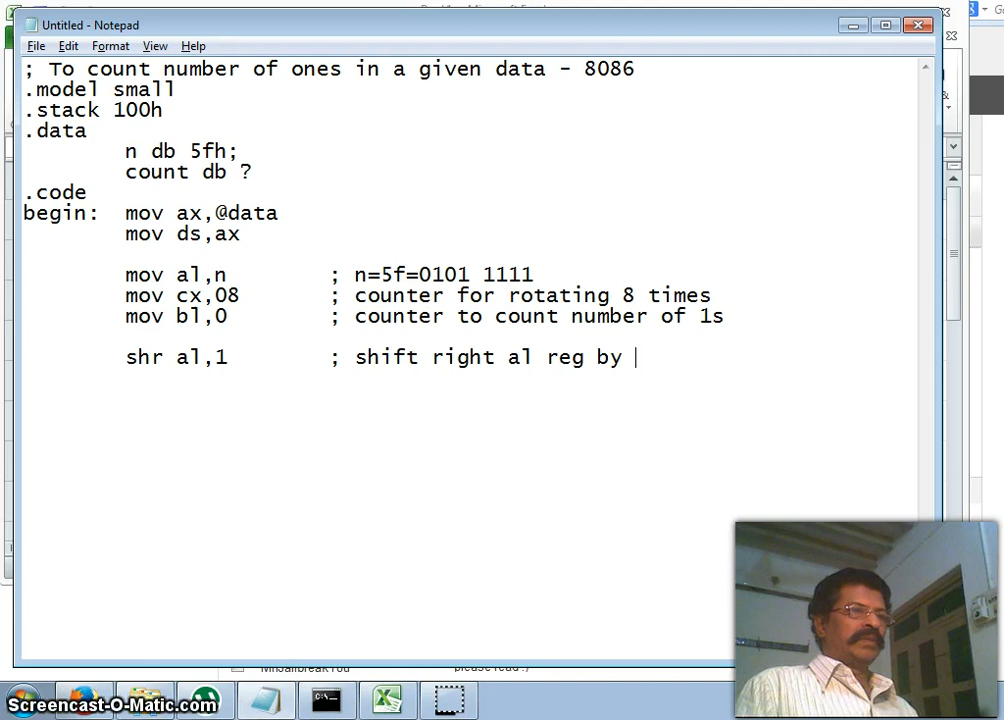 Untitled - Notepad
File Edit Format View Help
; To count number of ones in a given data - 8086
.model small
.stack 100h
.data
n db 5fh;
count db ?
.code
begin: mov ax,@data
mov ds,ax
mov al,n ; n=5f=0101 1111
mov cx,08 ; counter for rotating 8 times
mov bl,0 ; counter to count number of 1s
shr al,1 ; shift right al reg by
please read :)
Screencast-O-Matic.com